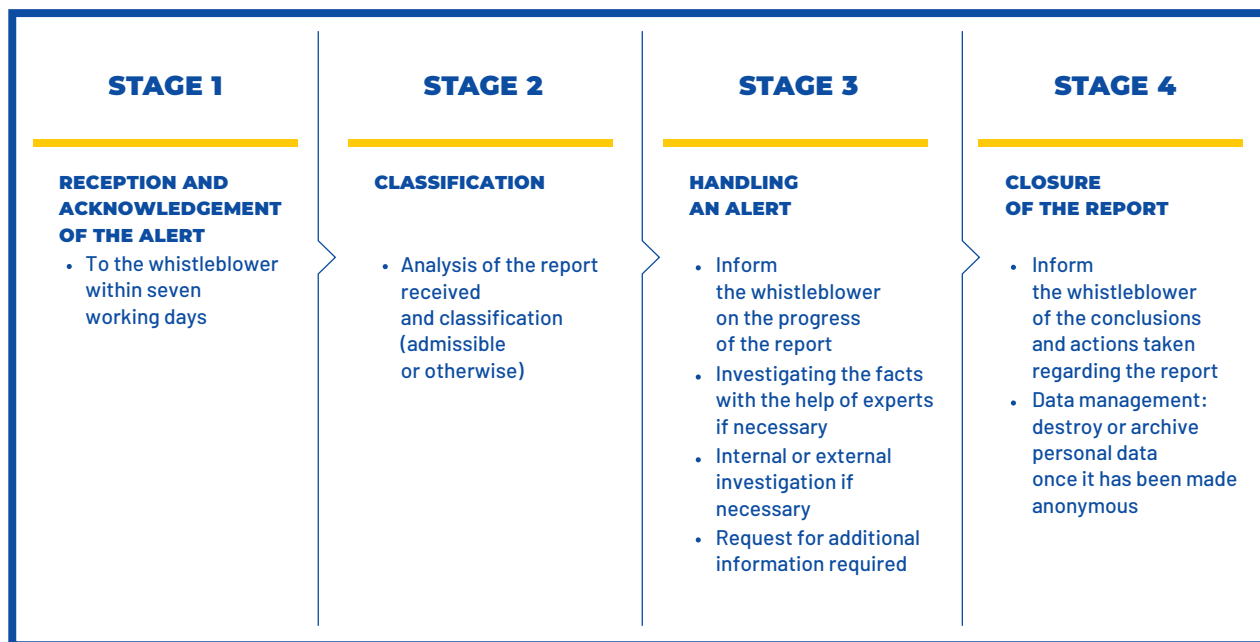 STAGE 1
RECEPTION AND
ACKNOWLEDGEMENT
OF THE ALERT
• To the whistleblower
within seven
working days
STAGE 2
CLASSIFICATION
• Analysis of the report
received
and classification
(admissible
or otherwise)
STAGE 3
HANDLING
AN ALERT
• Inform
the whistleblower
on the progress
of the report
• Investigating the facts
with the help of experts
if necessary
• Internal or external
investigation if
necessary
• Request for additional
information required
STAGE 4
CLOSURE
OF THE REPORT
• Inform
the whistleblower
of the conclusions
and actions taken
regarding the report
• Data management:
destroy or archive
personal data
once it has been made
anonymous